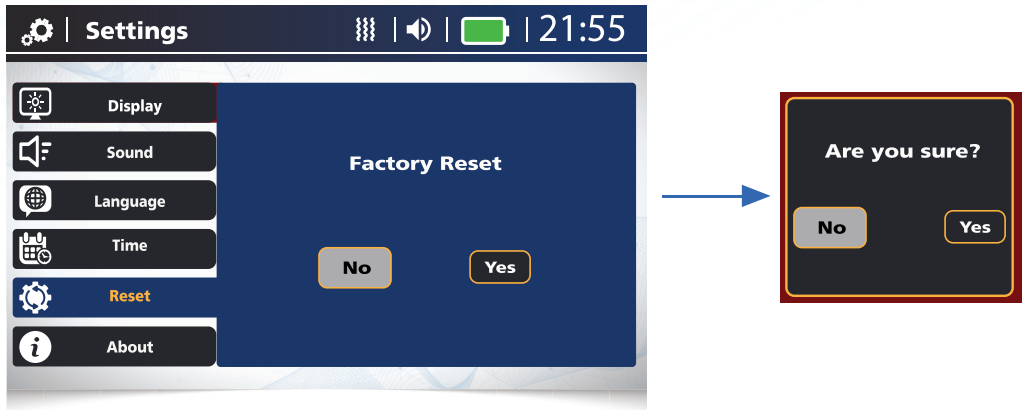 Settings
21:55
Display
Sound
Language
Time
Reset
About
Factory Reset
No
Yes
Are you sure?
No
Yes